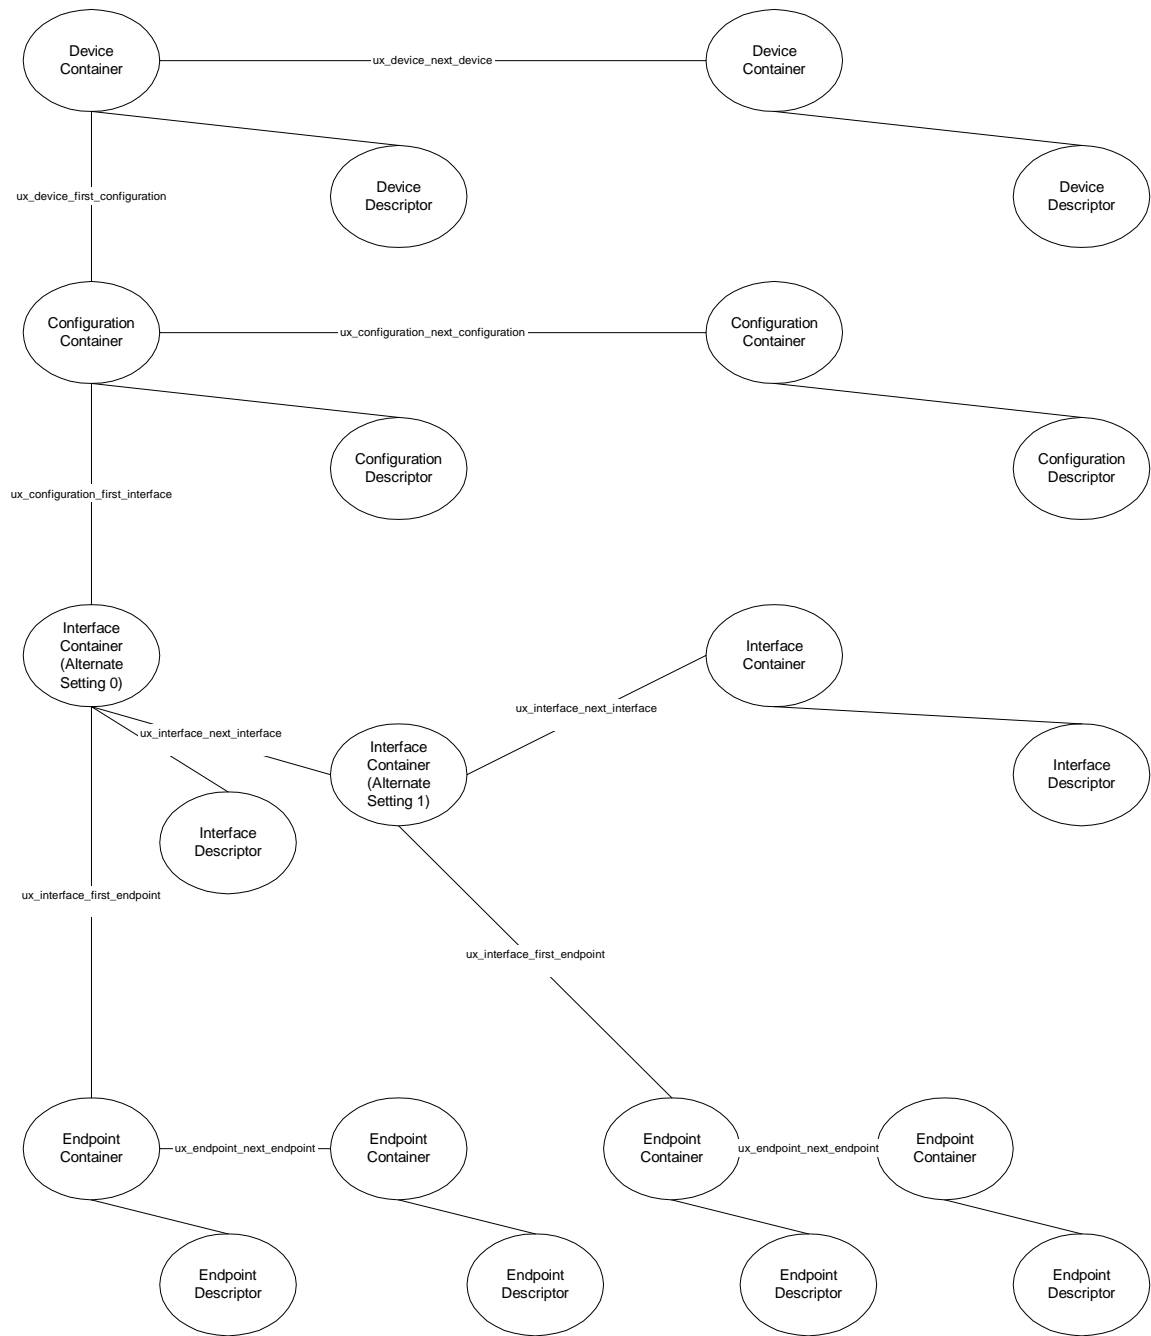 Device
Container
ux_device_next_device
Device
Container
ux_device_first_configuration
Device
Descriptor
Device
Descriptor
Configuration
Container
ux_configuration_next_configuration
Configuration
Container
Configuration
Descriptor
Configuration
Descriptor
ux_configuration_first_interface
Interface
Container
(Alternate
Setting 0)
Interface
Container
ux_interface_next_interface
ux_interface_next_interface
Interface
Container
(Alternate
Setting 1)
Interface
Descriptor
Interface
Descriptor
ux_interface_first_endpoint
ux_interface_first_endpoint
Endpoint
Container
ux_endpoint_next_endpoint
Endpoint
Container
Endpoint
Container
ux_endpoint_next_endpoint
Endpoint
Container
Endpoint
Descriptor
Endpoint
Descriptor
Endpoint
Descriptor
Endpoint
Descriptor